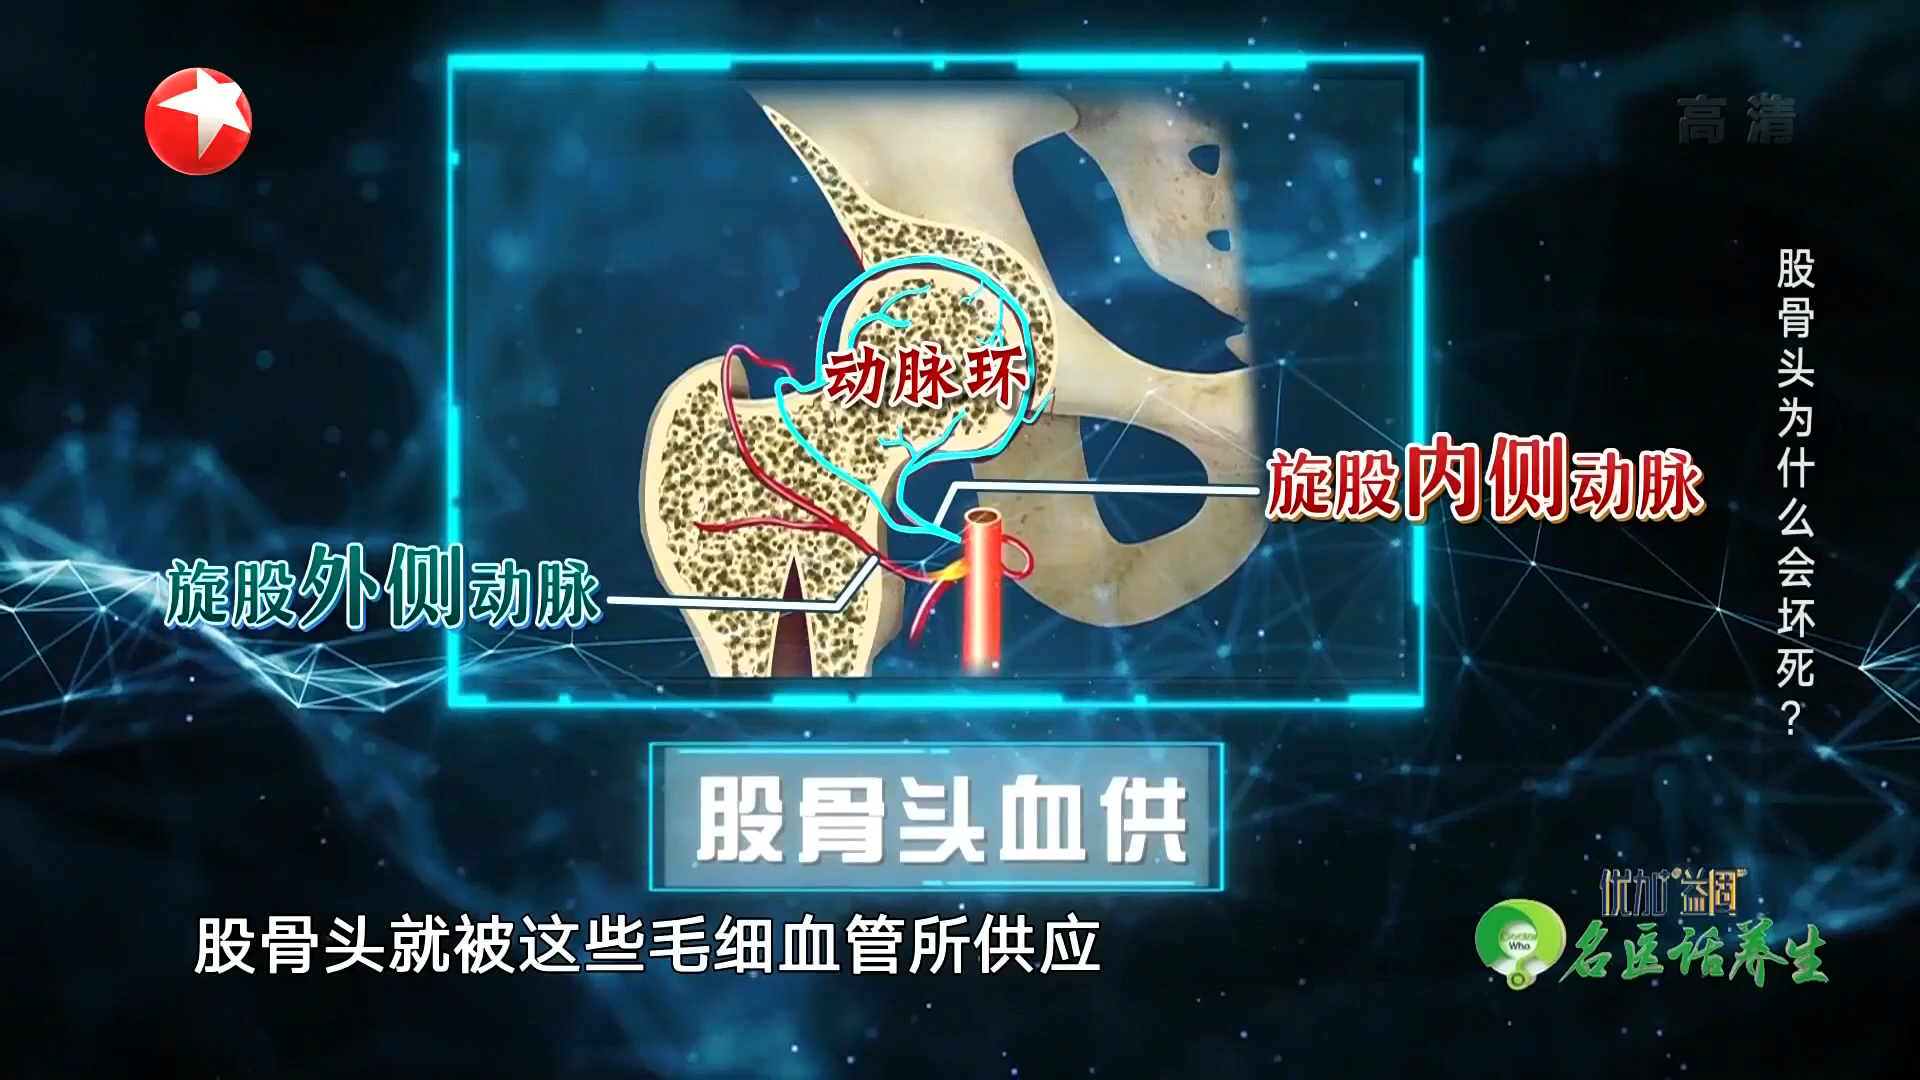 高清
股骨头为什么会坏死？
动脉环
旋股内侧动脉
旋股外侧动脉
股骨头血供
股骨头就被这些毛细血管所供应
优加"益固"
Who
名医话养生